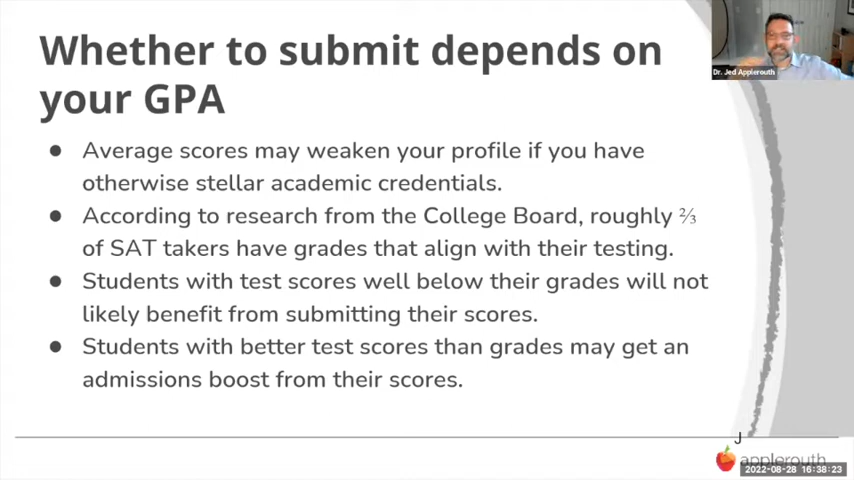 Whether to submit depends on
your GPA
Dr. Jed Applerouth
● Average scores may weaken your profile if you have
otherwise stellar academic credentials.
● According to research from the College Board, roughly ⅔
of SAT takers have grades that align with their testing.
● Students with test scores well below their grades will not
likely benefit from submitting their scores.
● Students with better test scores than grades may get an
admissions boost from their scores.
J
applerouth
2022-08-28 16:38:23